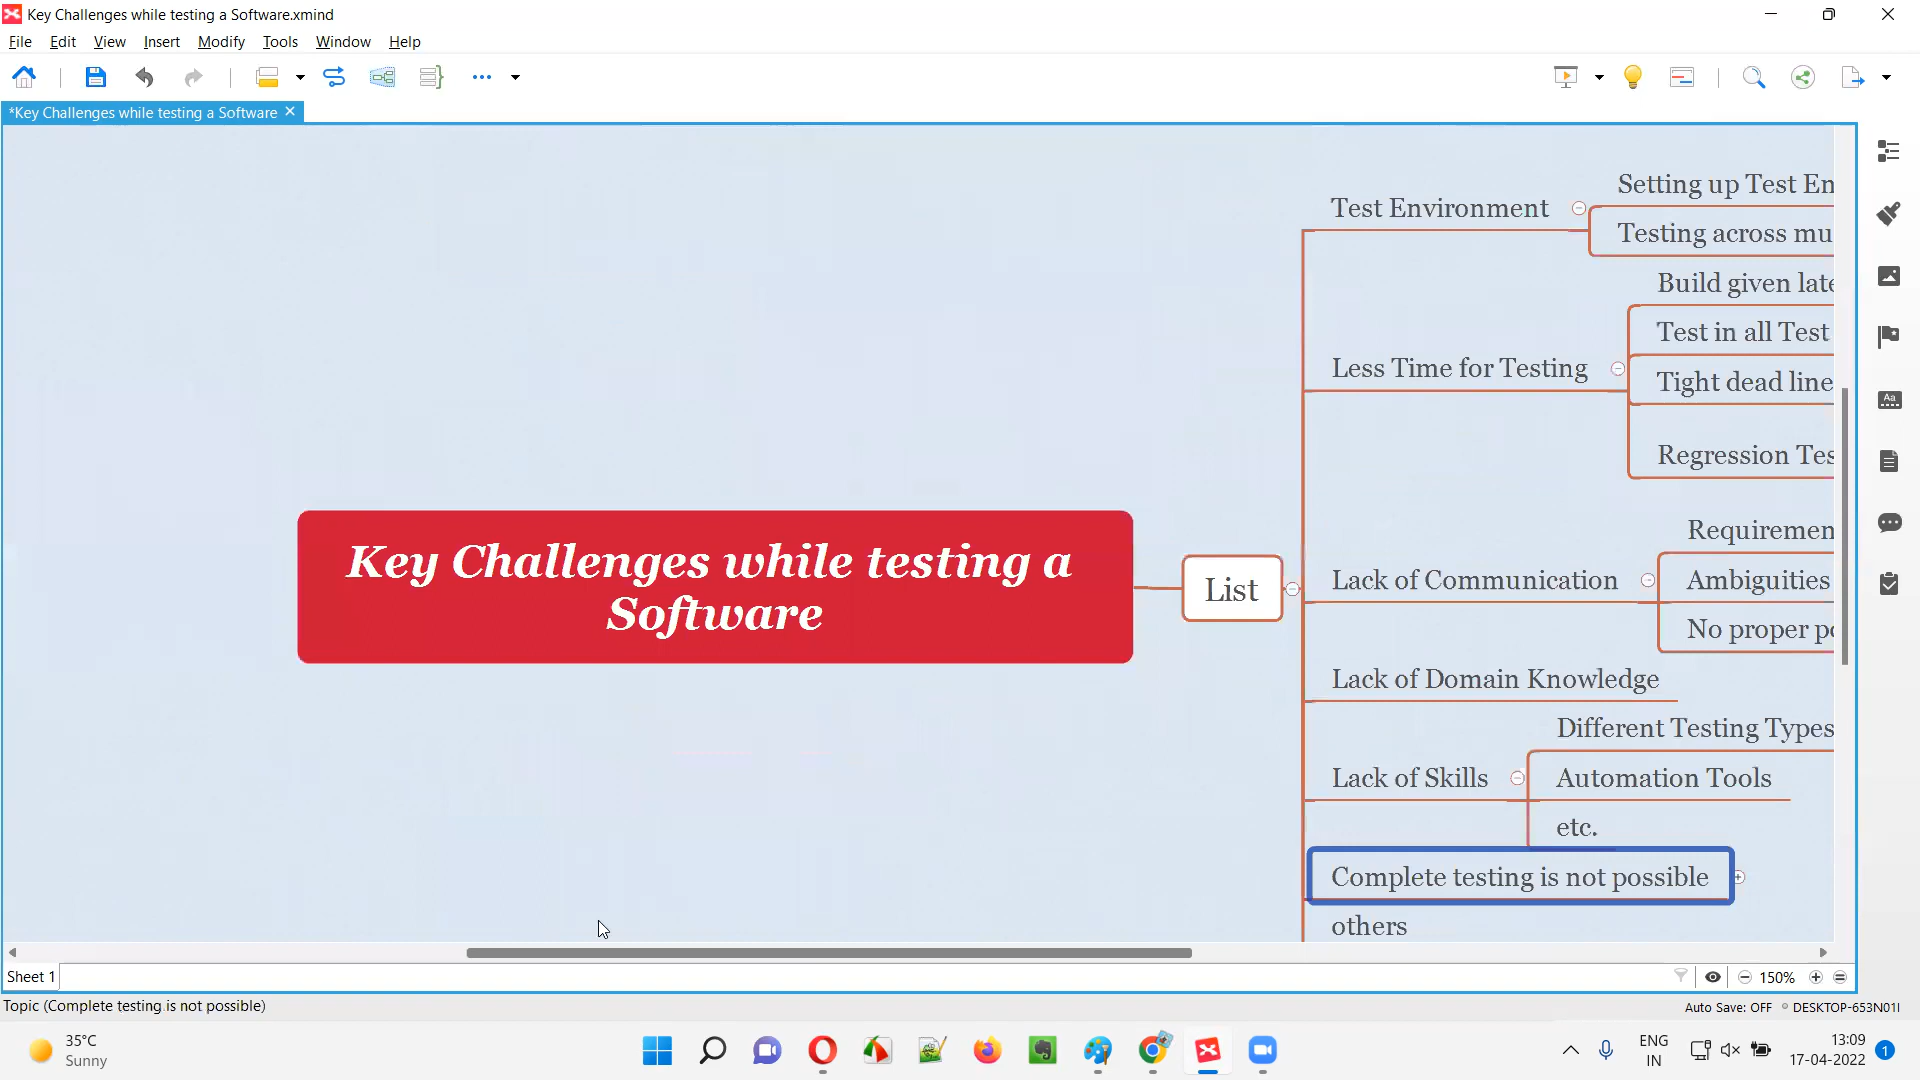 Key Challenges while testing a Software.xmind
File Edit View Insert Modify Tools Window Help
*Key Challenges while testing a Software
Setting up Test En
Test Environment
Testing across mu
Build given late
Test in all Test
Less Time for Testing
Tight dead line
Regression Tes
Key Challenges while testing a
Software
List
Requiremen
Lack of Communication
Ambiguities
No proper po
Lack of Domain Knowledge
Different Testing Types
Lack of Skills
Automation Tools
etc.
Complete testing is not possible
others
Sheet 1
150%
Topic (Complete testing is not possible)
Auto Save: OFF
DESKTOP-653N01I
35°C
Sunny
ENG
IN
13:09
17-04-2022
1